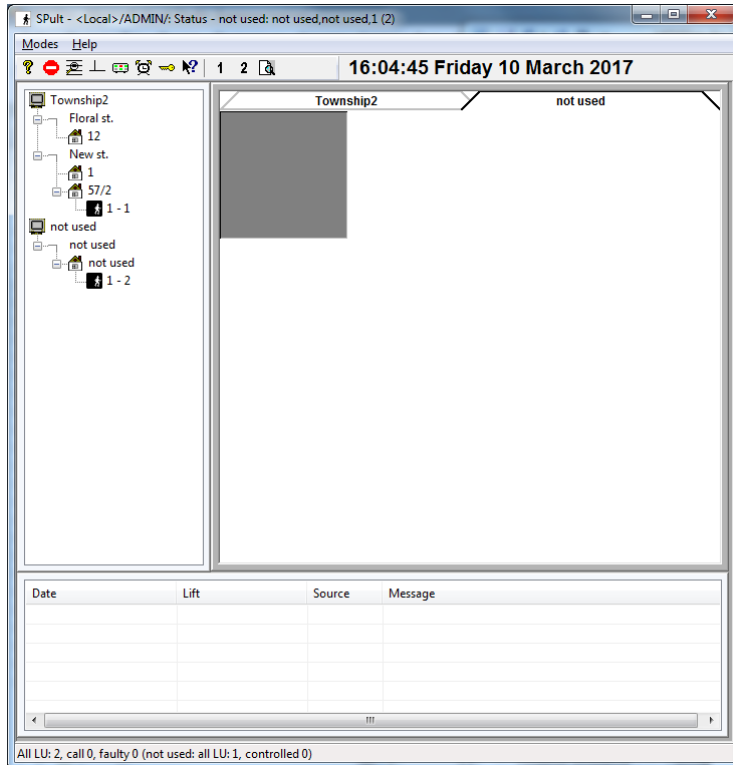 SPult - <Local>/ADMIN/: Status - not used: not used,not used,1 (2)
Modes Help
1 2 16:04:45 Friday 10 March 2017
Township2
Floral st.
12
New st.
1
57/2
1 - 1
not used
not used
not used
1 - 2
Township2 not used
Date Lift Source Message
All LU: 2, call 0, faulty 0 (not used: all LU: 1, controlled 0)